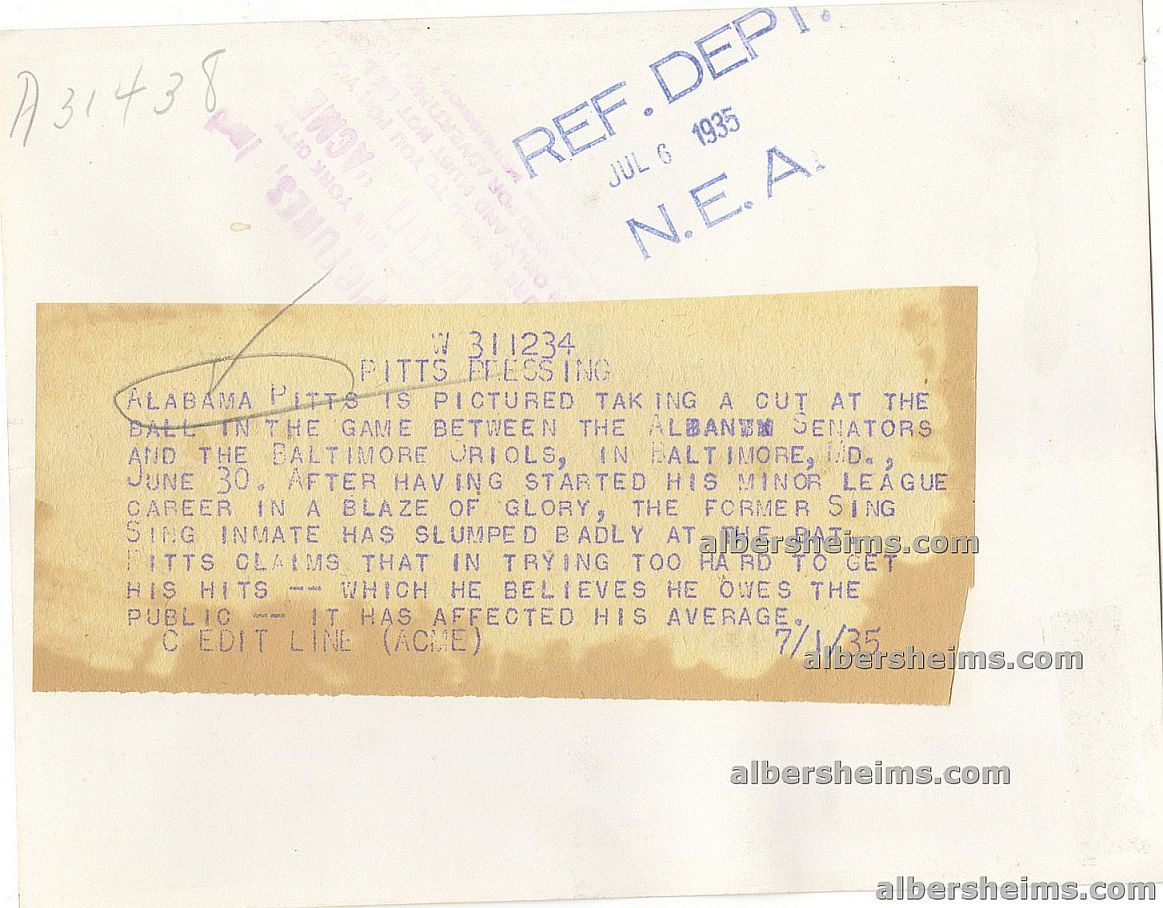 A31438
REF. DEPT.
JUL 6 1935
N.E.A.
"ACME"
W 311234
PITTS PRESSING
ALABAMA PITTS IS PICTURED TAKING A CUT AT THE
BALL IN THE GAME BETWEEN THE ALBANY SENATORS
AND THE BALTIMORE ORIOLS, IN BALTIMORE, MD.,
JUNE 30. AFTER HAVING STARTED HIS MINOR LEAGUE
CAREER IN A BLAZE OF GLORY, THE FORMER SING
SING INMATE HAS SLUMPED BADLY AT THE BAT.
PITTS CLAIMS THAT IN TRYING TOO HARD TO GET
HIS HITS -- WHICH HE BELIEVES HE OWES THE
PUBLIC -- IT HAS AFFECTED HIS AVERAGE.
C EDIT LINE (ACME) 7/1/35
albersheims.com
albersheims.com
albersheims.com
albersheims.com